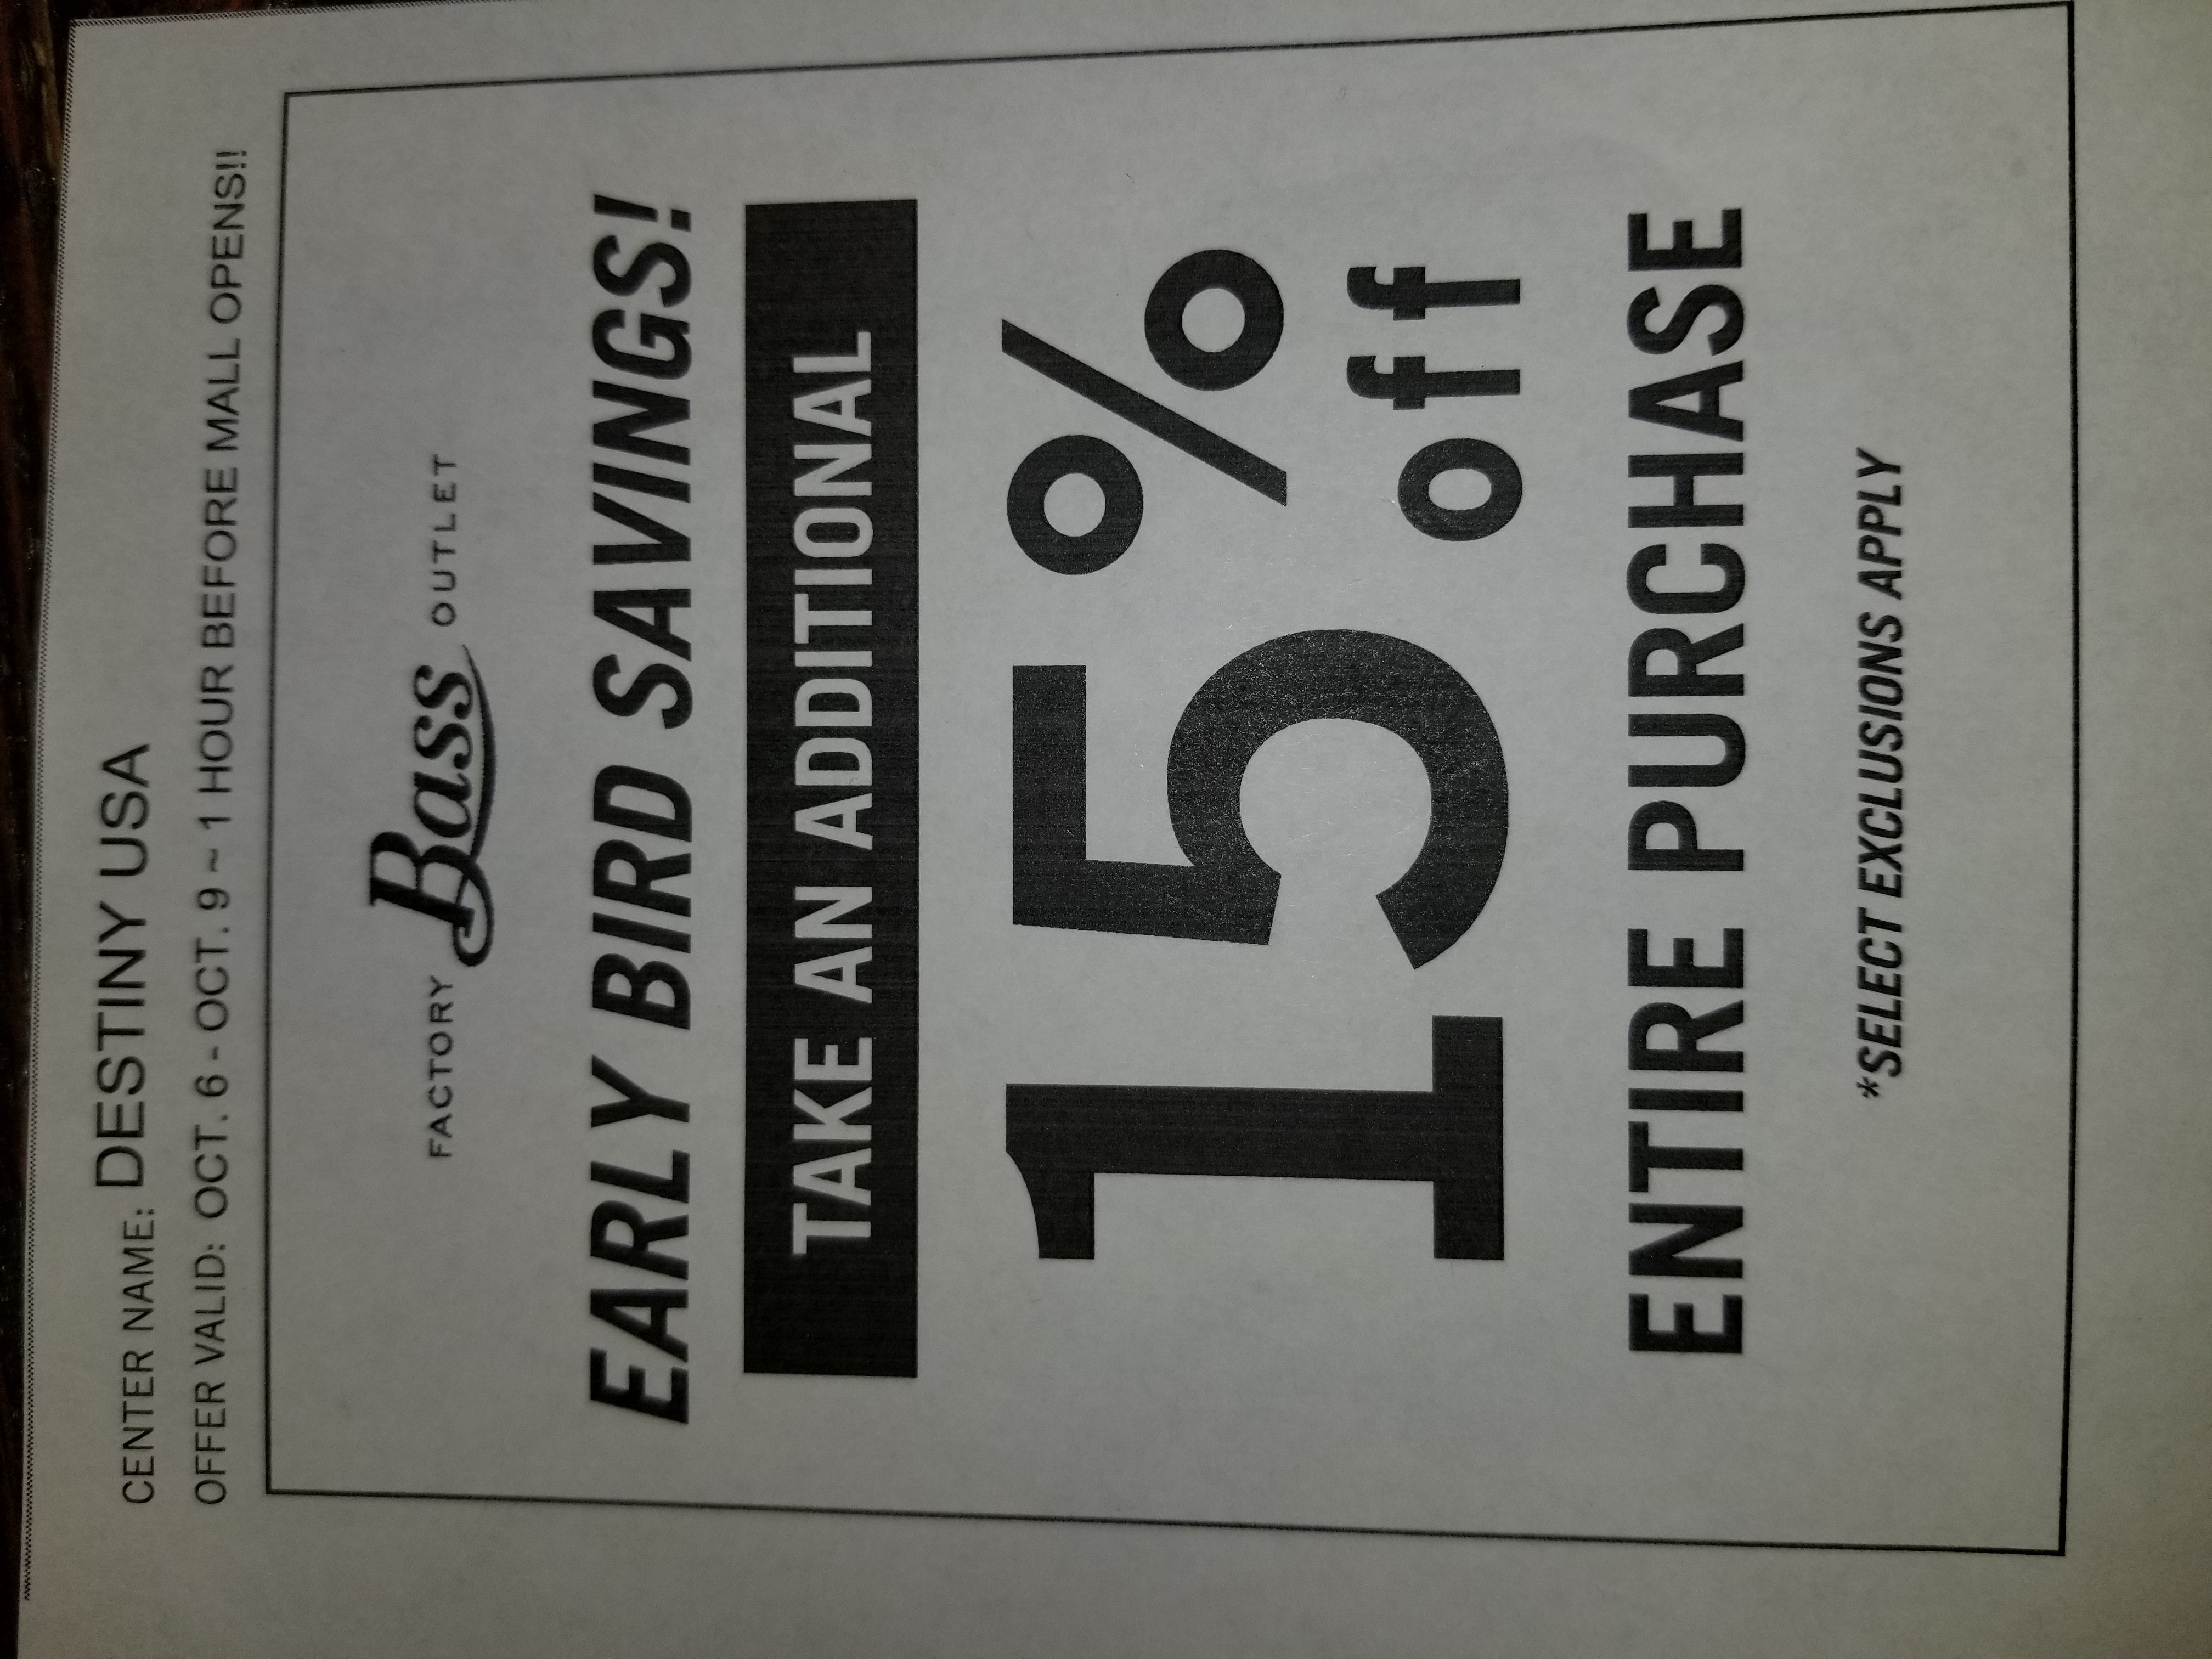 CENTER NAME: DESTINY USA
OFFER VALID: OCT. 6 - OCT. 9 ~ 1 HOUR BEFORE MALL OPENS!!
FACTORY Bass OUTLET
EARLY BIRD SAVINGS!
TAKE AN ADDITIONAL
15% off
ENTIRE PURCHASE
*SELECT EXCLUSIONS APPLY